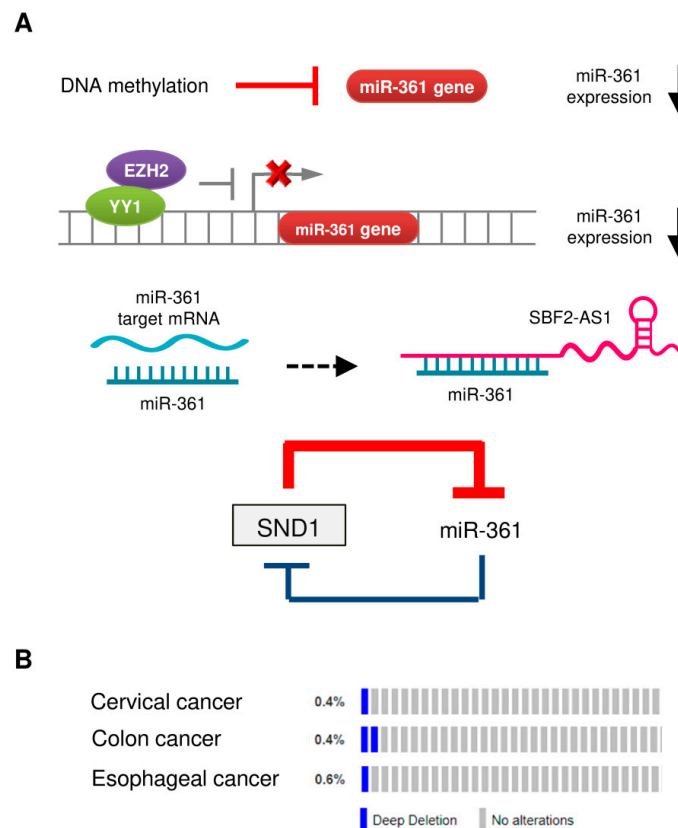 A
DNA methylation
miR-361 gene
miR-361
expression
EZH2
YY1
miR-361 gene
miR-361
expression
miR-361
target mRNA
miR-361
SBF2-AS1
miR-361
SND1
miR-361
B
Cervical cancer 0.4%
Colon cancer 0.4%
Esophageal cancer 0.6%
Deep Deletion No alterations